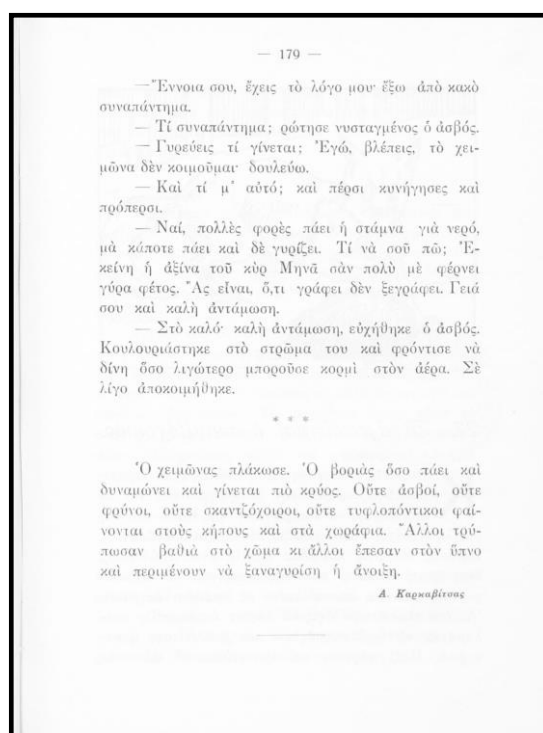 — 179 —
— Ἔννοια σου, ἔχεις τὸ λόγο μου· ἔξω ἀπὸ κακὸ
συναπάντημα.
— Τί συναπάντημα; ρώτησε νυσταγμένος ὁ ἀσβός.
— Γυρεύεις τί γίνεται; Ἐγώ, βλέπεις, τὸ χει-
μῶνα δὲν κοιμοῦμαι· δουλεύω.
— Καὶ τί μ᾿ αὐτό; καὶ πέρσι κυνήγησες καὶ
πρόπερσι.
— Ναί, πολλὲς φορὲς πάει ἡ στάμνα γιὰ νερό,
μὰ κάποτε πάει καὶ δὲ γυρίζει. Τί νὰ σοῦ πῶ; Ἐ-
κείνη ἡ ἀξίνα τοῦ κὺρ Μηνᾶ σὰν πολὺ μὲ φέρνει
γύρα φέτος. Ἂς εἶναι, ὅ,τι γράφει δὲν ξεγράφει. Γειά
σου καὶ καλὴ ἀντάμωση.
— Στὸ καλό· καλὴ ἀντάμωση, εὐχήθηκε ὁ ἀσβός.
Κουλουριάστηκε στὸ στρῶμα του καὶ φρόντισε νὰ
δίνη ὅσο λιγώτερο μποροῦσε κορμὶ στὸν ἀέρα. Σὲ
λίγο ἀποκοιμήθηκε.
* * *
Ὁ χειμῶνας πλάκωσε. Ὁ βοριὰς ὅσο πάει καὶ
δυναμώνει καὶ γίνεται πιὸ κρύος. Οὔτε ἀσβοί, οὔτε
φρύνοι, οὔτε σκαντζόχοιροι, οὔτε τυφλοπόντικοι φαί-
νονται στοὺς κήπους καὶ στὰ χωράφια. Ἄλλοι τρύ-
πωσαν βαθιὰ στὸ χῶμα κι ἄλλοι ἔπεσαν στὸν ὕπνο
καὶ περιμένουν νὰ ξαναγυρίση ἡ ἄνοιξη.
Α. Καρκαβίτσας